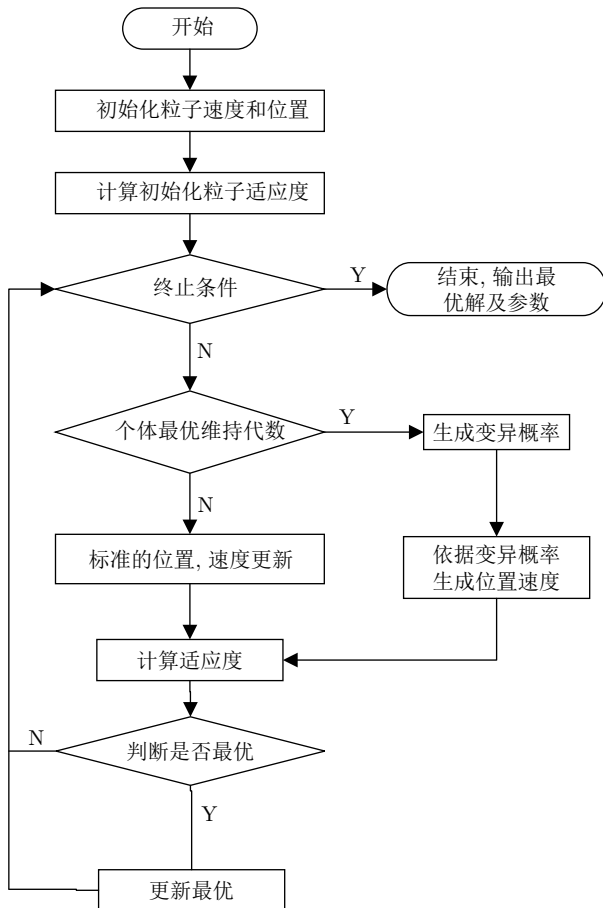 开始
初始化粒子速度和位置
计算初始化粒子适应度
终止条件
Y
结束, 输出最
优解及参数
N
个体最优维持代数
Y
生成变异概率
N
标准的位置, 速度更新
依据变异概率
生成位置速度
计算适应度
N
判断是否最优
Y
更新最优